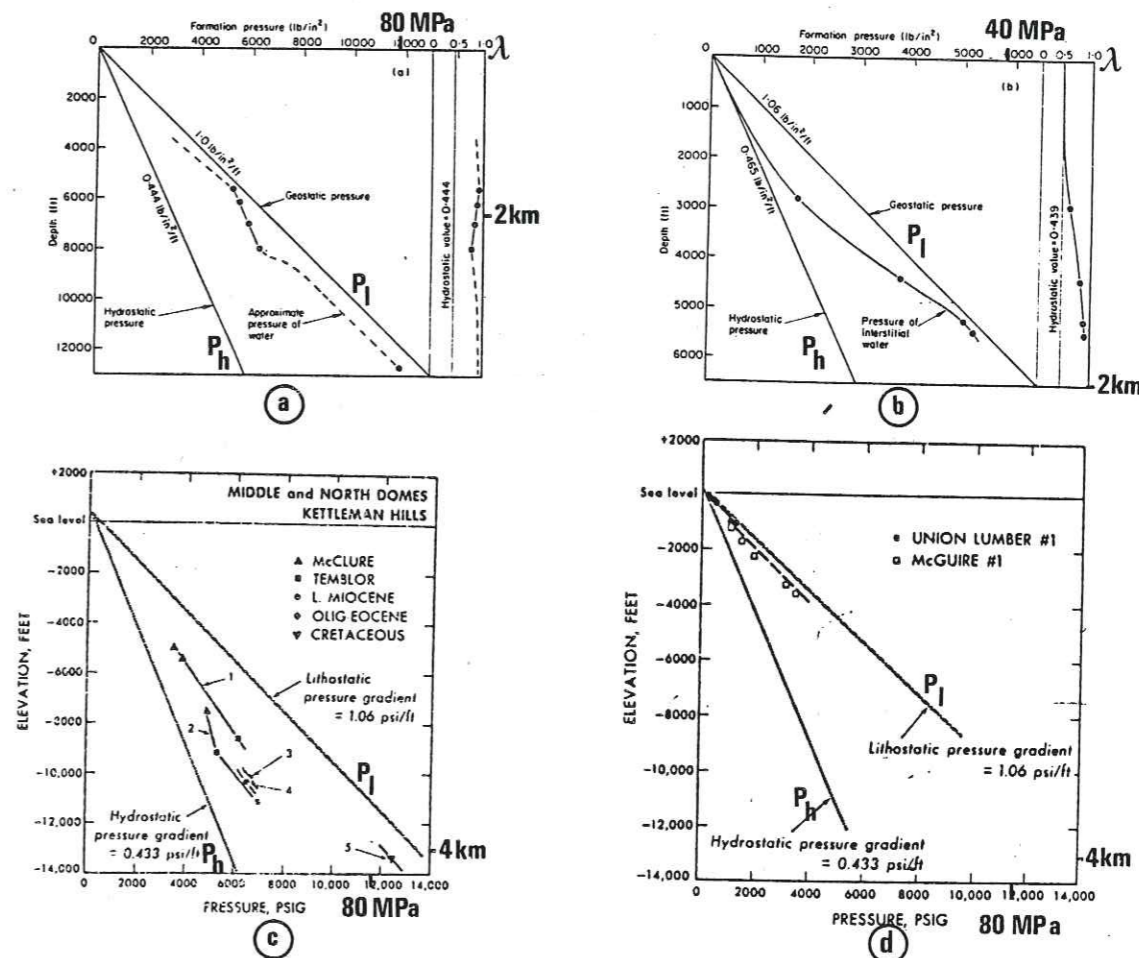 Formation pressure (lb/in²) 80 MPa
0 2000 4000 6000 8000 10000 12000 0 0·5 1·0 λ
(a)
2000
4000
6000
8000
10000
12000
Depth (ft)
1·0 lb/in²/ft
0·444 lb/in²/ft
Geostatic pressure
Hydrostatic pressure
Approximate pressure of water
Pl
Ph
Hydrostatic value = 0·444
2km
a
40 MPa
Formation pressure (lb/in²)
0 1000 2000 3000 4000 5000 0 0·5 1·0 λ
(b)
1000
2000
3000
4000
5000
6000
Depth (ft)
1·06 lb/in²/ft
0·465 lb/in²/ft
Geostatic pressure
Pl
Hydrostatic pressure
Pressure of interstitial water
Ph
Hydrostatic value = 0·439
2km
b
+2000
Sea level
-2000
-4000
-10,000
-12,000
-14,000
ELEVATION, FEET
MIDDLE and NORTH DOMES
KETTLEMAN HILLS
▲ McCLURE
■ TEMBLOR
L. MIOCENE
OLIG-EOCENE
▼ CRETACEOUS
1
2
3
4
5
Lithostatic
pressure gradient
= 1.06 psi/ft
Pl
Hydrostatic
pressure gradient
= 0.433 psi/ft
Ph
4km
0 2000 4000 6000 8000 10,000 12,000 14,000
PRESSURE, PSIG 80 MPa
c
+2000
Sea level
-2000
-4000
-6000
-8000
-10,000
-12,000
-14,000
ELEVATION, FEET
● UNION LUMBER #1
□ McGUIRE #1
Pl
Lithostatic pressure gradient
= 1.06 psi/ft
Ph
Hydrostatic pressure gradient
= 0.433 psi/ft
4km
0 2000 4000 6000 8000 10,000 12,000 14,000
PRESSURE, PSIG 80 MPa
d